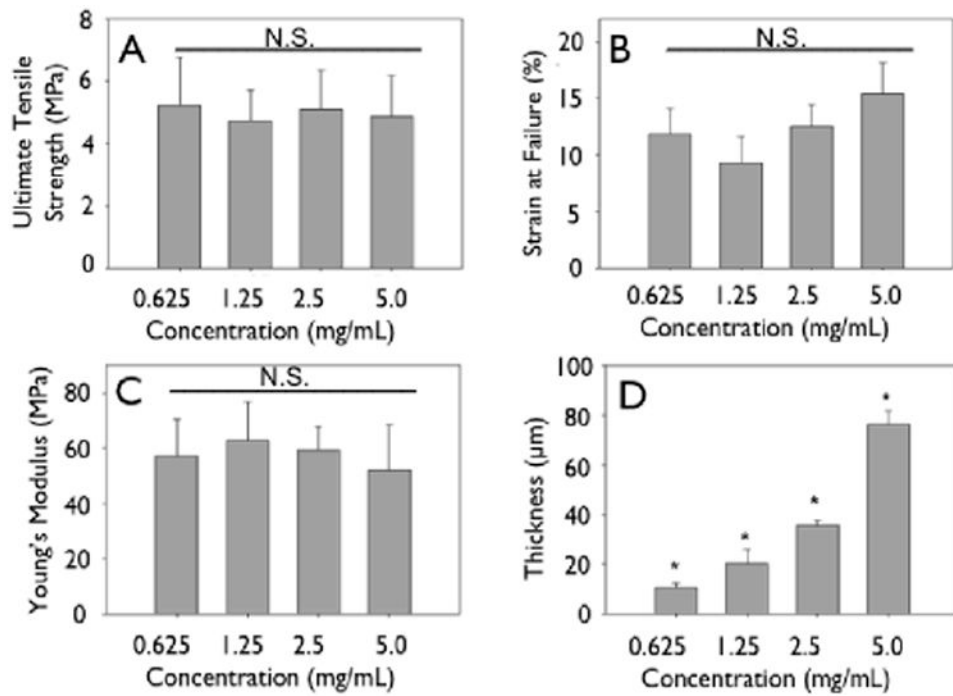 A
N.S.
Ultimate Tensile
Strength (MPa)
8
6
4
2
0
0.625 1.25 2.5 5.0
Concentration (mg/mL)
B
N.S.
Strain at Failure (%)
20
15
10
5
0
0.625 1.25 2.5 5.0
Concentration (mg/mL)
C
N.S.
Young's Modulus (MPa)
80
60
40
20
0
0.625 1.25 2.5 5.0
Concentration (mg/mL)
D
Thickness (µm)
100
80
60
40
20
0
* * * *
0.625 1.25 2.5 5.0
Concentration (mg/mL)